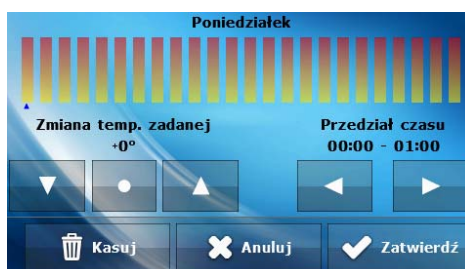 Poniedziałek
Zmiana temp. zadanej
+0°
Przedział czasu
00:00 - 01:00
Kasuj
Anuluj
Zatwierdź